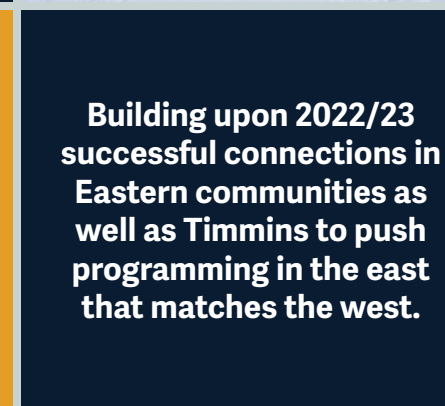 Building upon 2022/23
successful connections in
Eastern communities as
well as Timmins to push
programming in the east
that matches the west.